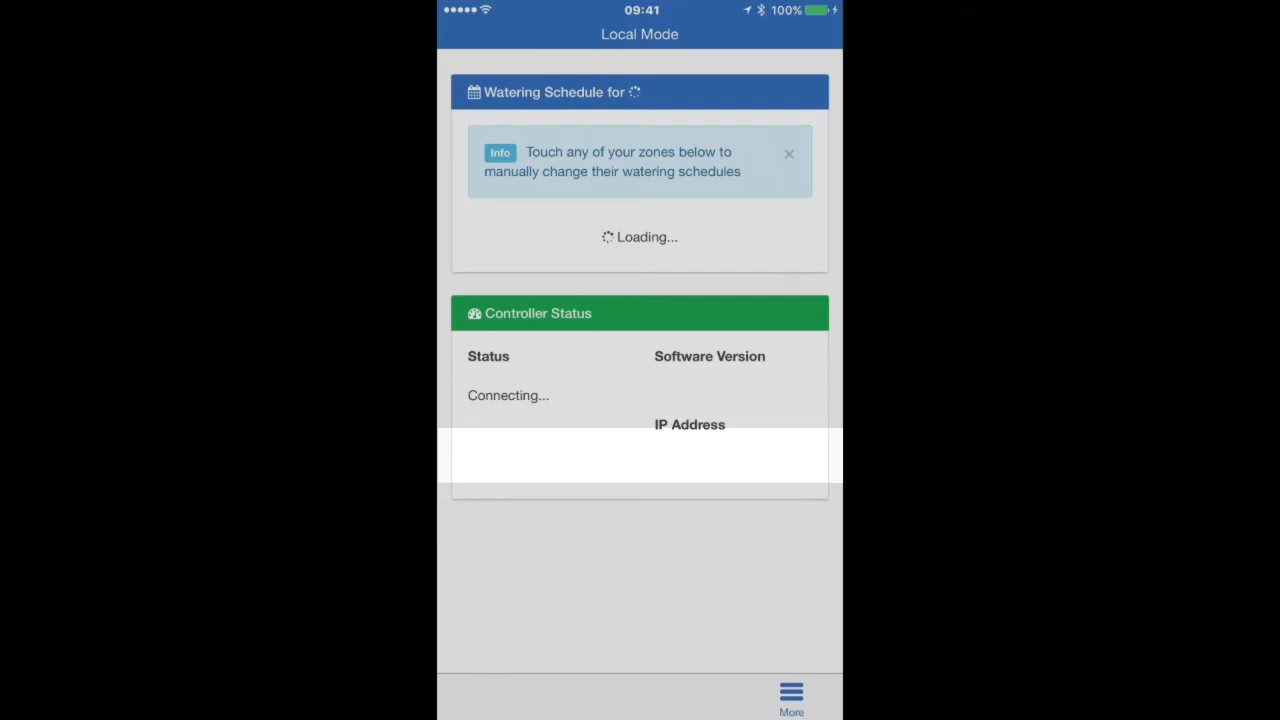 09:41
100%
Local Mode
Watering Schedule for
Info Touch any of your zones below to
manually change their watering schedules
×
Loading...
Controller Status
Status
Software Version
Connecting...
IP Address
More